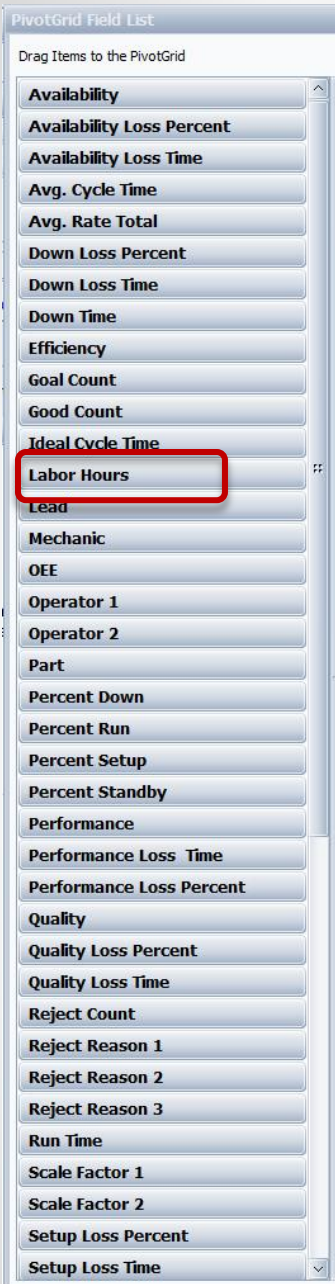 PivotGrid Field List
Drag Items to the PivotGrid
Availability
Availability Loss Percent
Availability Loss Time
Avg. Cycle Time
Avg. Rate Total
Down Loss Percent
Down Loss Time
Down Time
Efficiency
Goal Count
Good Count
Ideal Cycle Time
Labor Hours
Lead
Mechanic
OEE
Operator 1
Operator 2
Part
Percent Down
Percent Run
Percent Setup
Percent Standby
Performance
Performance Loss  Time
Performance Loss Percent
Quality
Quality Loss Percent
Quality Loss Time
Reject Count
Reject Reason 1
Reject Reason 2
Reject Reason 3
Run Time
Scale Factor 1
Scale Factor 2
Setup Loss Percent
Setup Loss Time